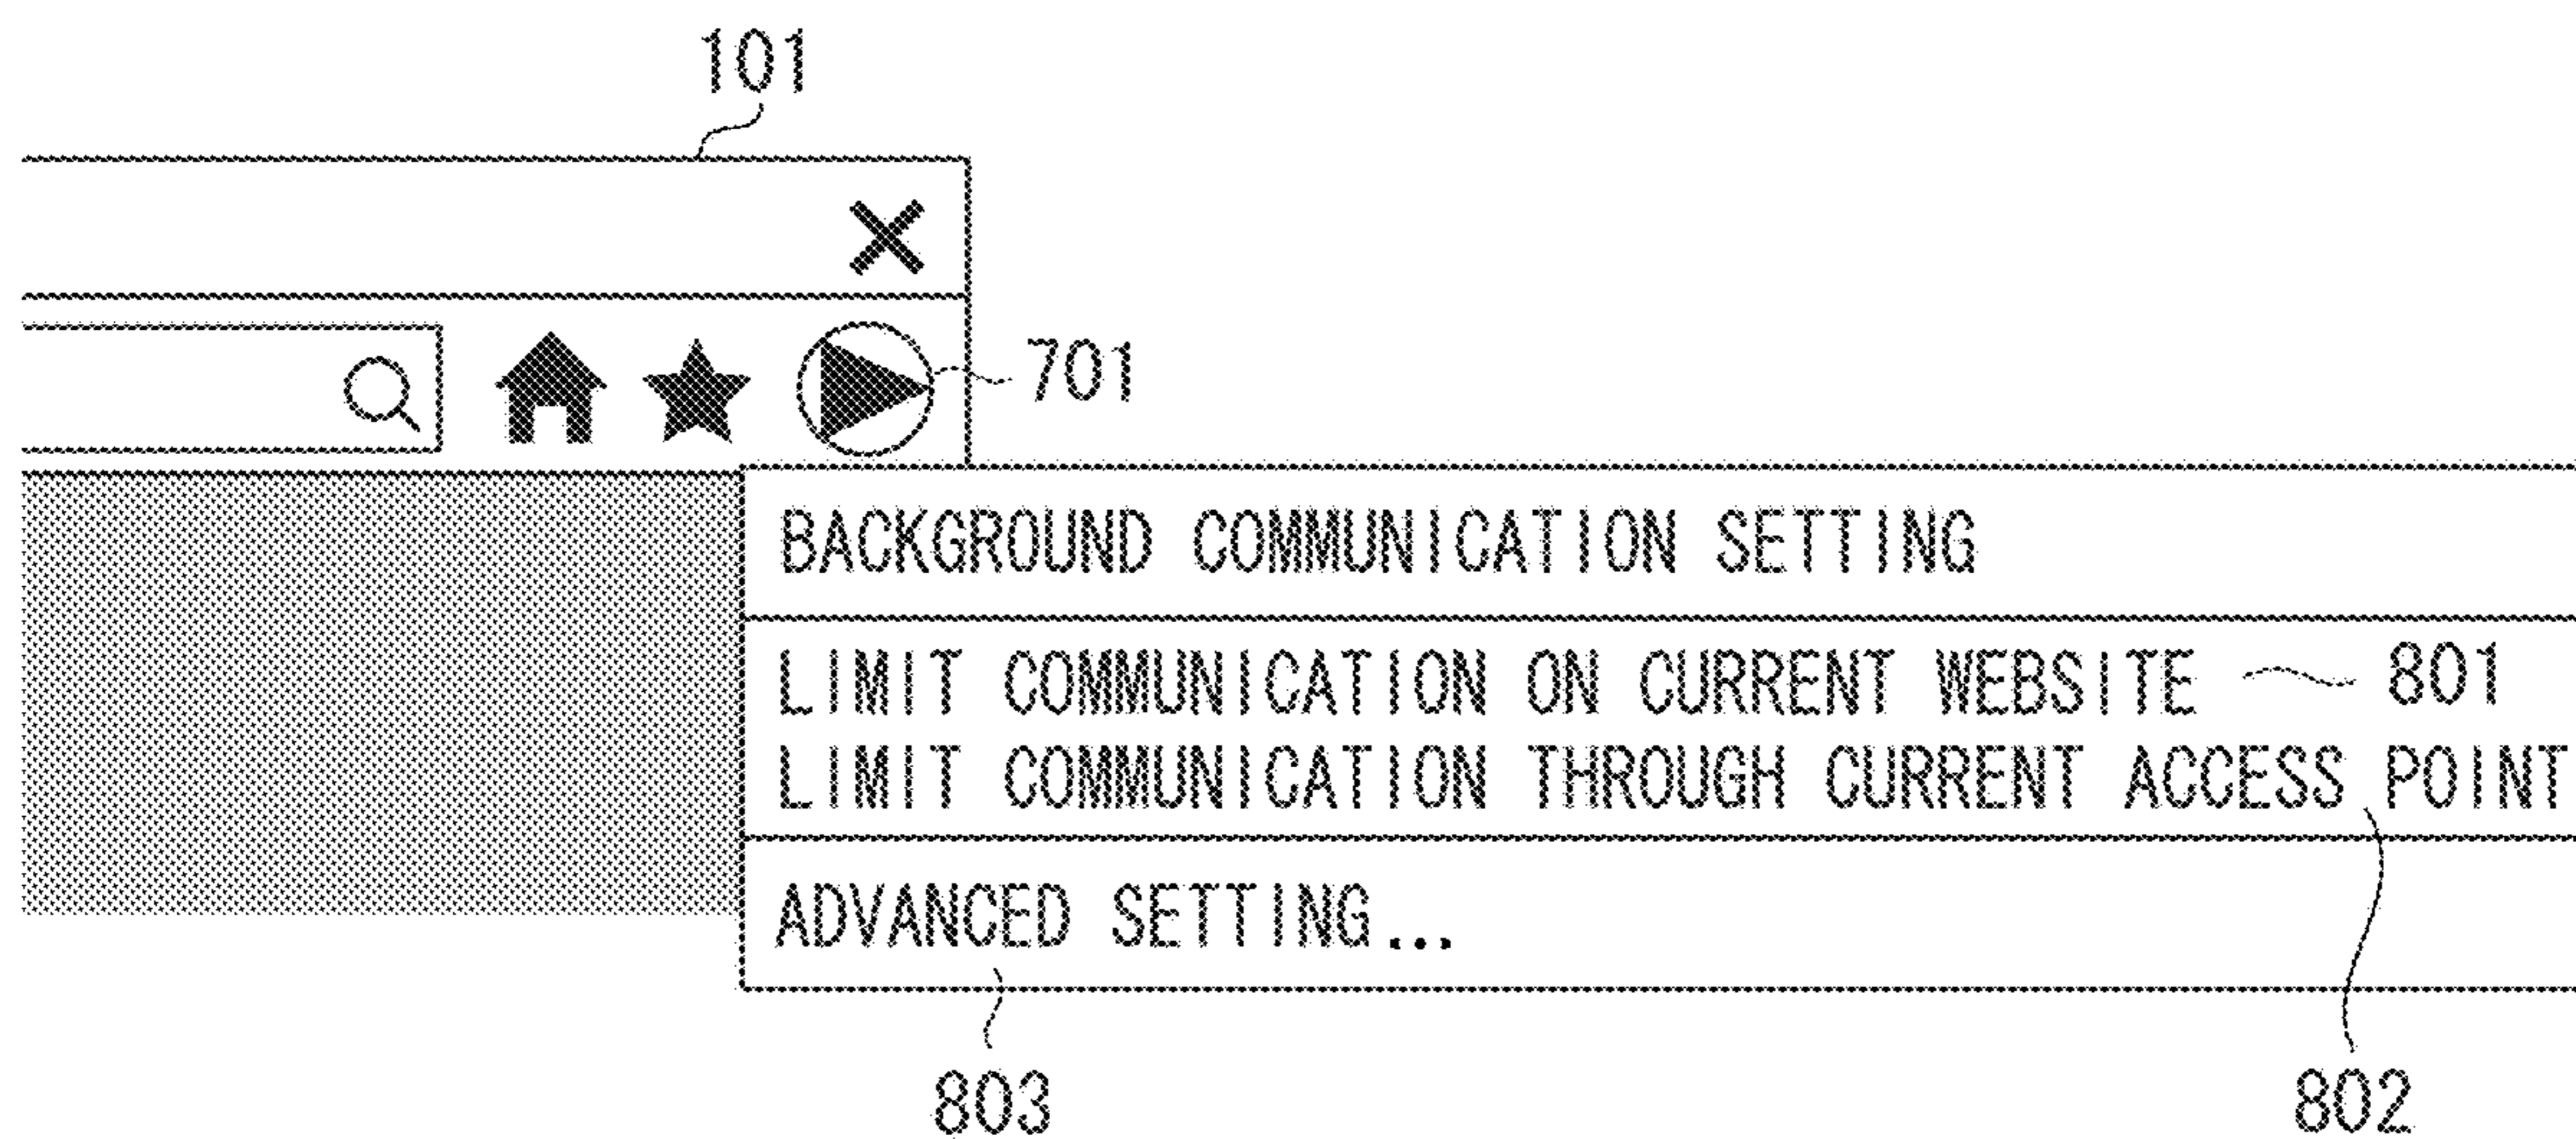 101
701
BACKGROUND COMMUNICATION SETTING
LIMIT COMMUNICATION ON CURRENT WEBSITE 801
LIMIT COMMUNICATION THROUGH CURRENT ACCESS POINT
ADVANCED SETTING...
803
802